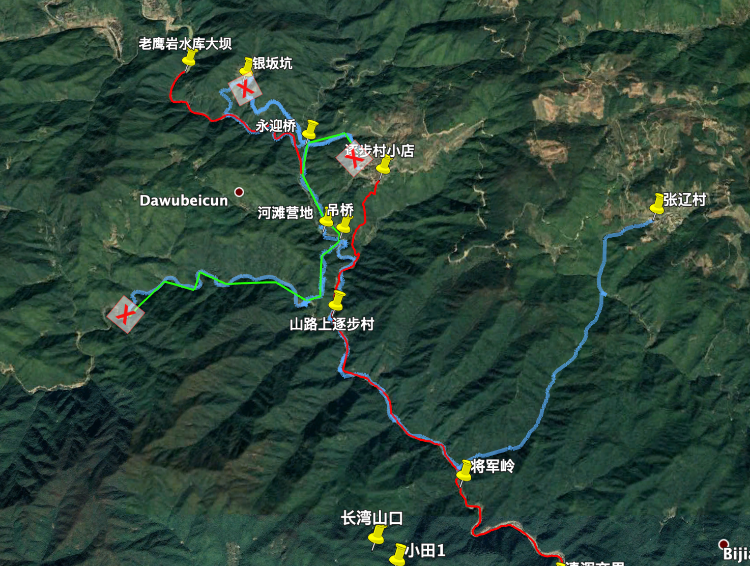 老鹰岩水库大坝
银坂坑
永迎桥
逐步村小店
Dawubeicun
河滩营地
吊桥
张辽村
山路上逐步村
将军岭
长湾山口
小田1